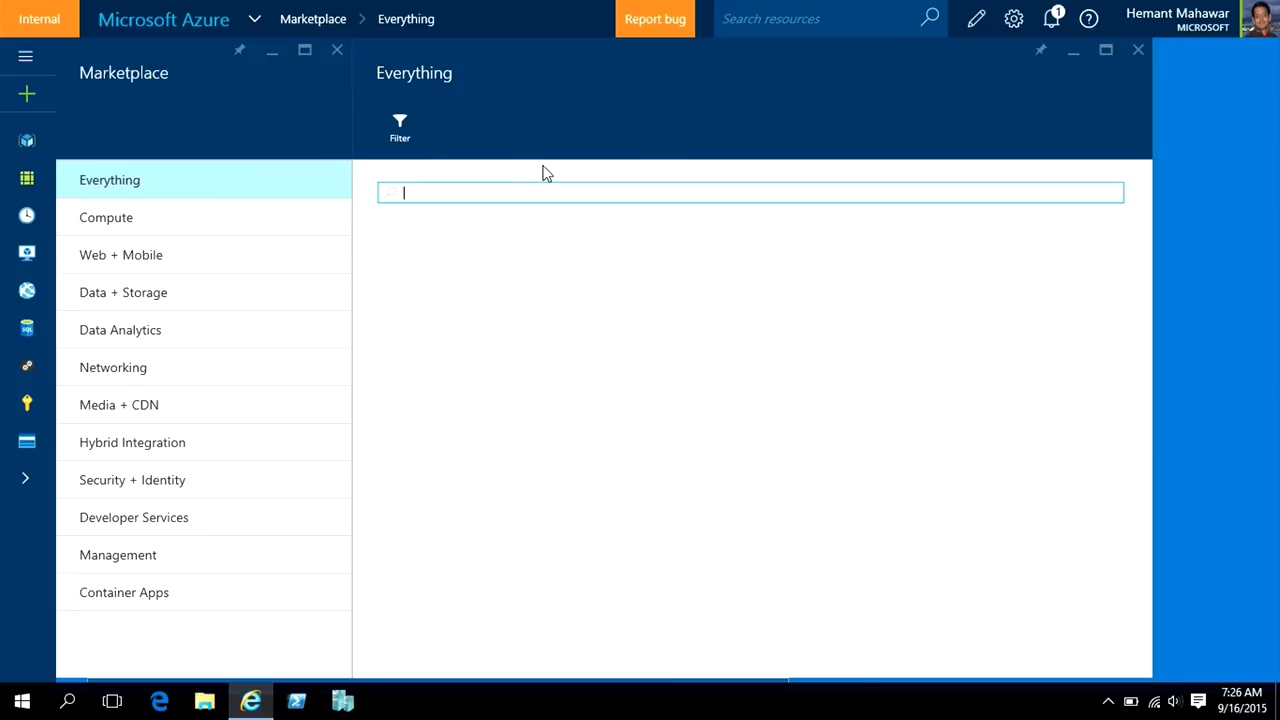 Internal
Microsoft Azure
Marketplace
Everything
Report bug
Search resources
1
Hemant Mahawar
MICROSOFT
Marketplace
Everything
Filter
Everything
Compute
Web + Mobile
Data + Storage
Data Analytics
Networking
Media + CDN
Hybrid Integration
Security + Identity
Developer Services
Management
Container Apps
SQL
7:26 AM
9/16/2015